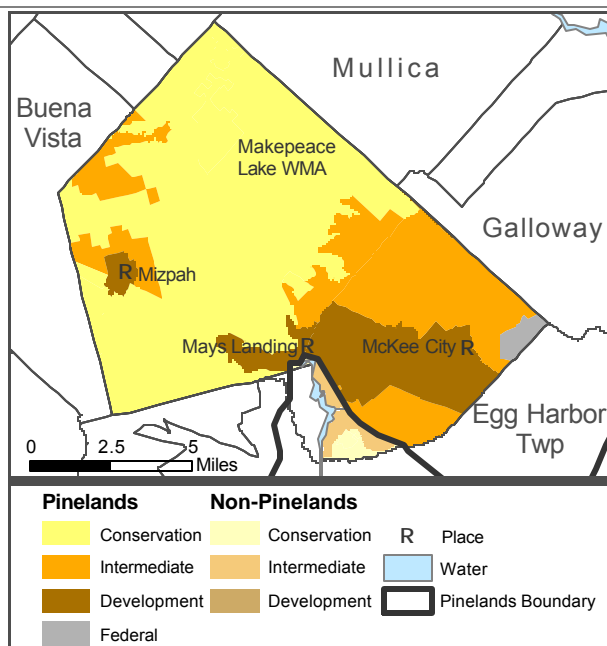 Mullica
Buena
Vista
Makepeace
Lake WMA
Galloway
R Mizpah
Mays Landing R
McKee City R
Egg Harbor
Twp
0 2.5 5
Miles
Pinelands Non-Pinelands
Conservation Conservation R Place
Intermediate Intermediate Water
Development Development Pinelands Boundary
Federal